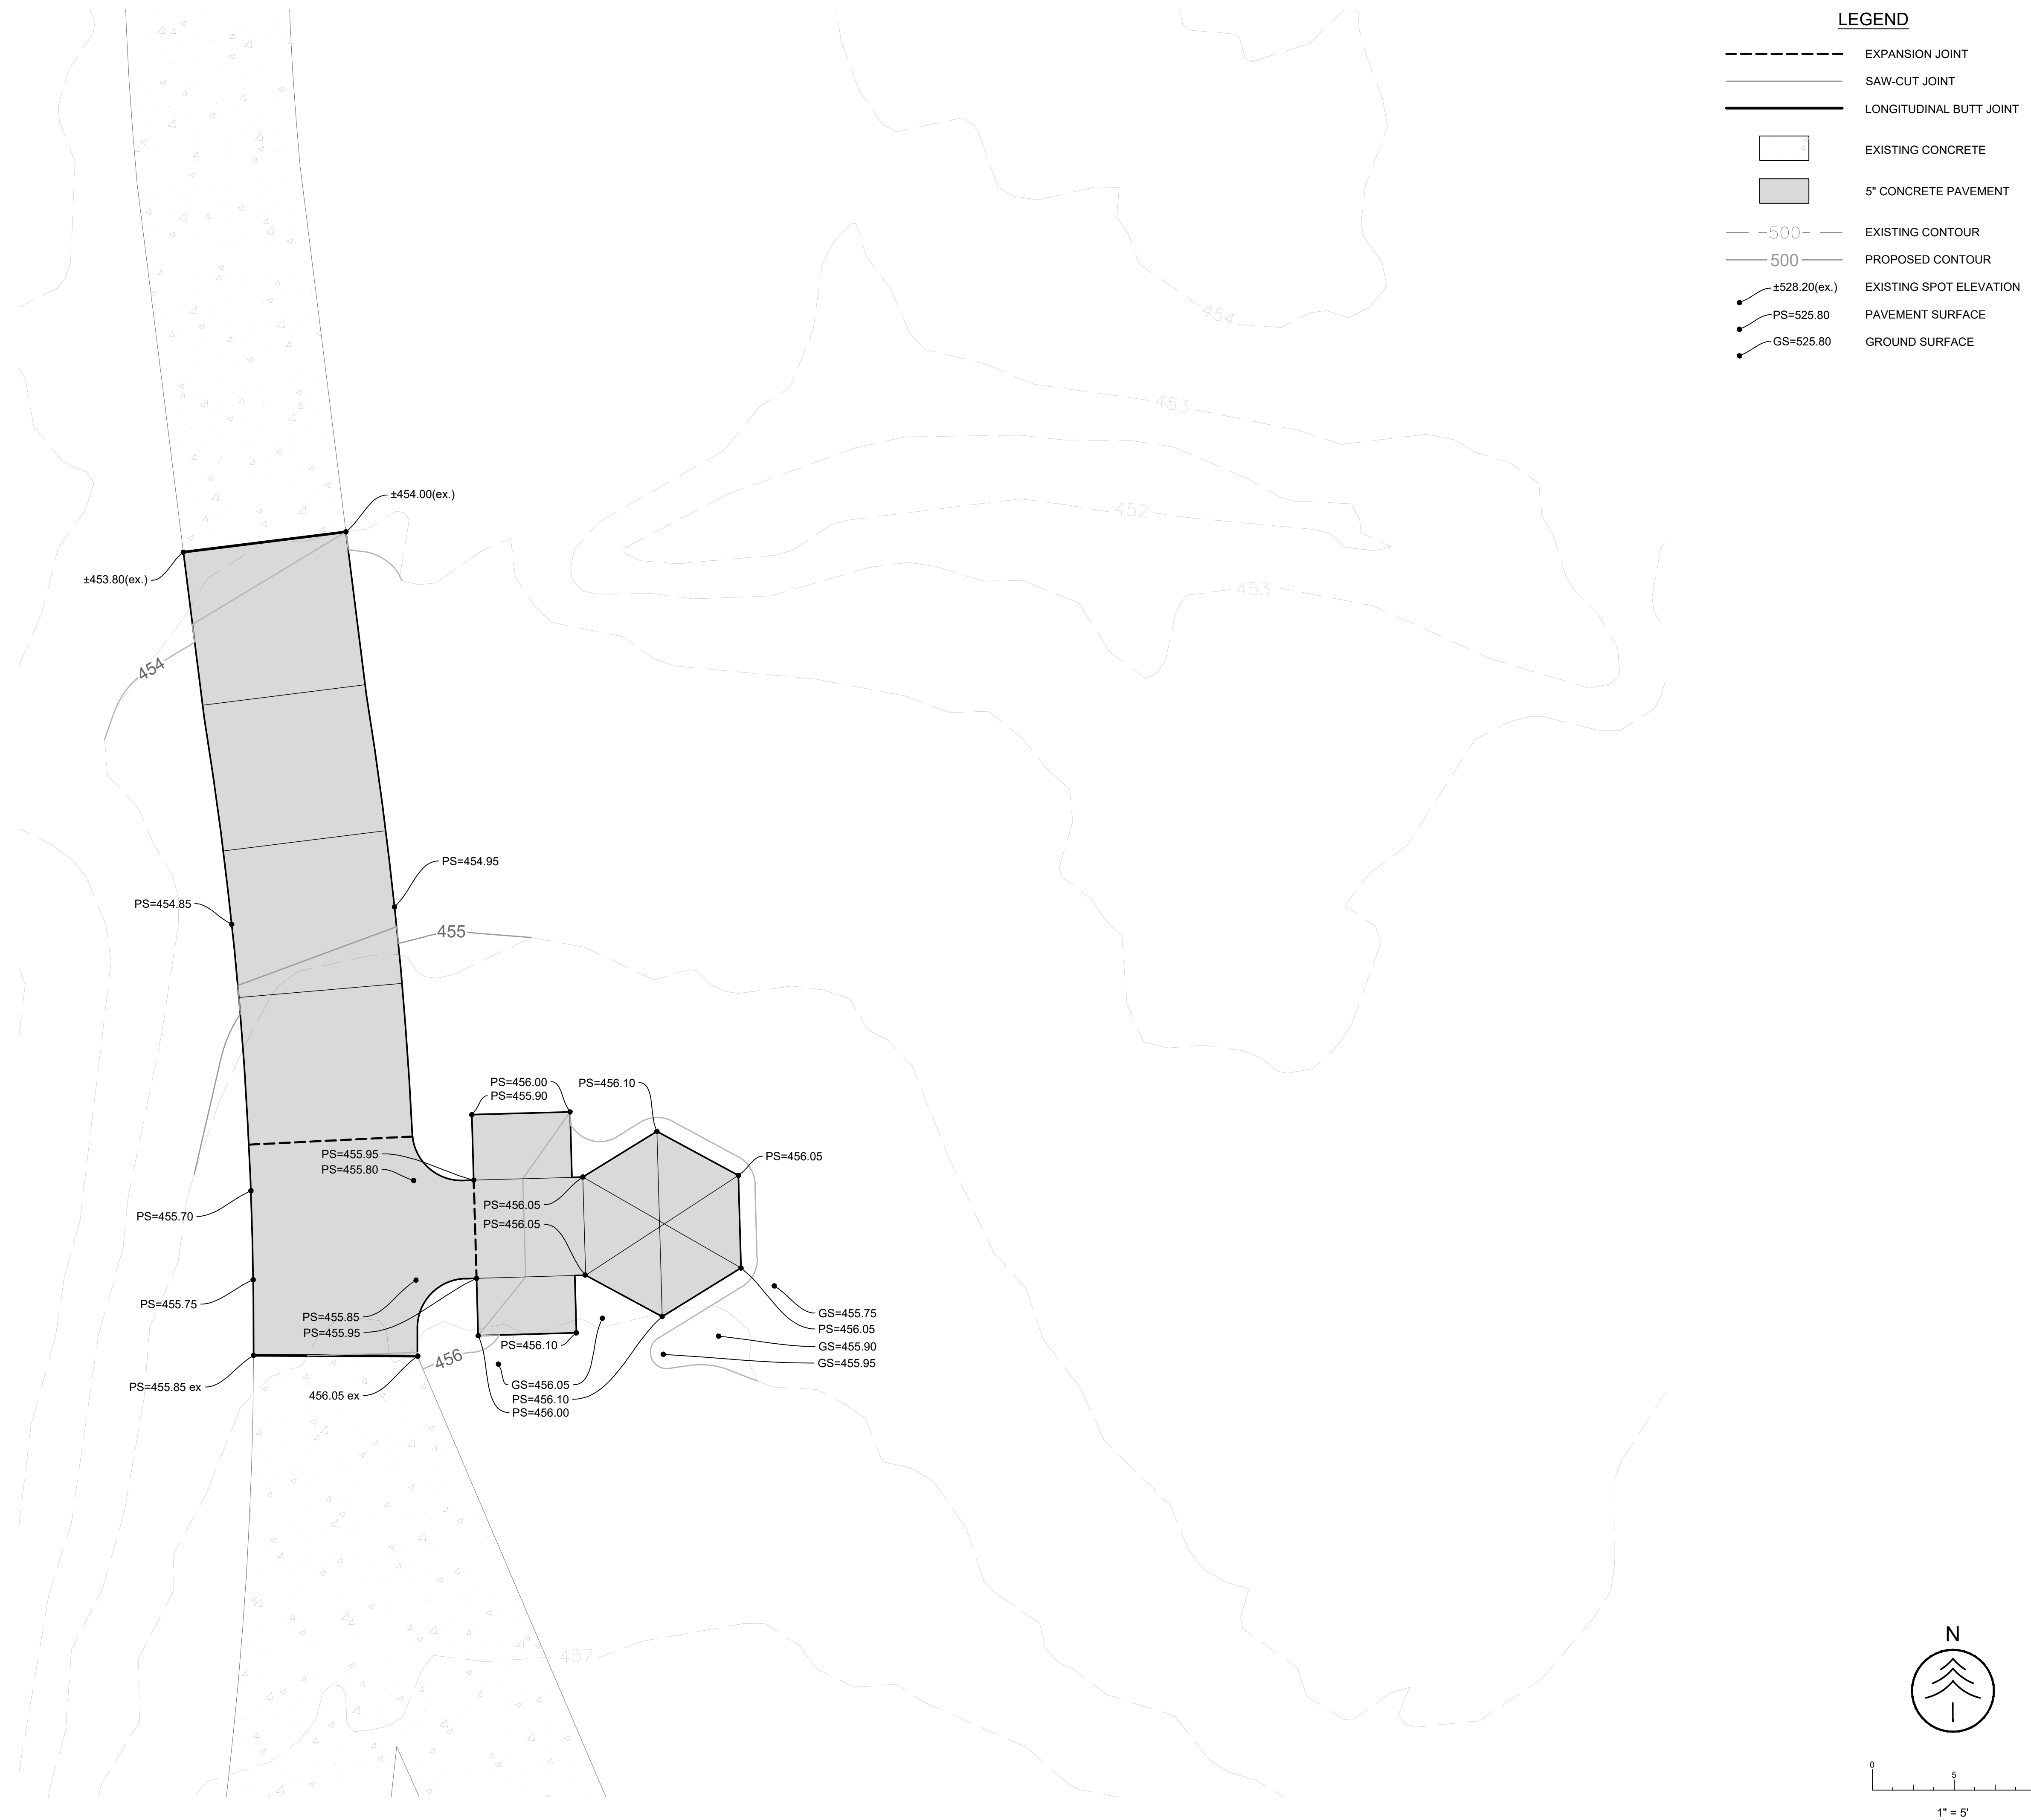 LEGEND
EXPANSION JOINT
SAW-CUT JOINT
LONGITUDINAL BUTT JOINT
EXISTING CONCRETE
5" CONCRETE PAVEMENT
500 EXISTING CONTOUR
500 PROPOSED CONTOUR
±528.20(ex.) EXISTING SPOT ELEVATION
PS=525.80 PAVEMENT SURFACE
GS=525.80 GROUND SURFACE
454
453
±454.00(ex.)
452
±453.80(ex.)
453
454
PS=454.95
PS=454.85
455
PS=456.00
PS=456.10
PS=455.90
PS=455.95
PS=456.05
PS=455.80
PS=456.05
PS=455.70
PS=456.05
PS=455.75
GS=455.75
PS=455.85
PS=456.05
PS=455.95
PS=456.10
GS=455.90
456
GS=455.95
PS=455.85 ex
GS=456.05
456.05 ex
PS=456.10
PS=456.00
457
N
0
5
1" = 5'